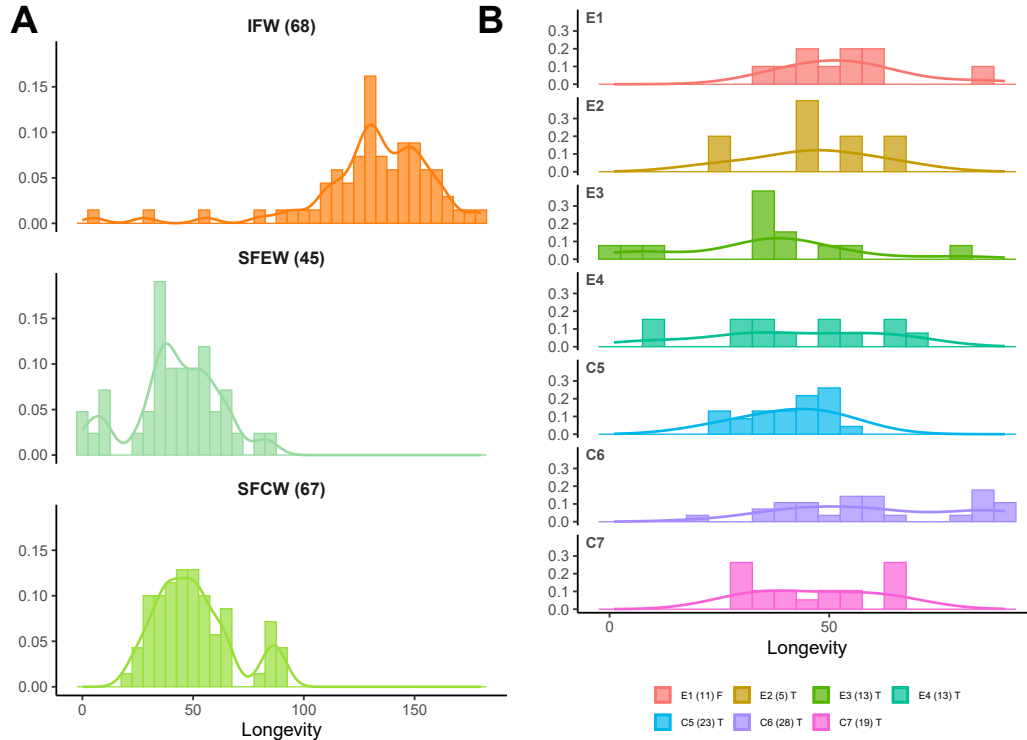 A
IFW (68)
0.15
0.10
0.05
0.00
SFEW (45)
0.15
0.10
0.05
0.00
SFCW (67)
0.15
0.10
0.05
0.00
0 50 100 150
Longevity
B
E1
0.3
0.2
0.1
0.0
E2
0.3
0.2
0.1
0.0
E3
0.3
0.2
0.1
0.0
E4
0.3
0.2
0.1
0.0
C5
0.3
0.2
0.1
0.0
C6
0.3
0.2
0.1
0.0
C7
0.3
0.2
0.1
0.0
0 50
Longevity
E1 (11) F E2 (5) T E3 (13) T E4 (13) T
C5 (23) T C6 (28) T C7 (19) T